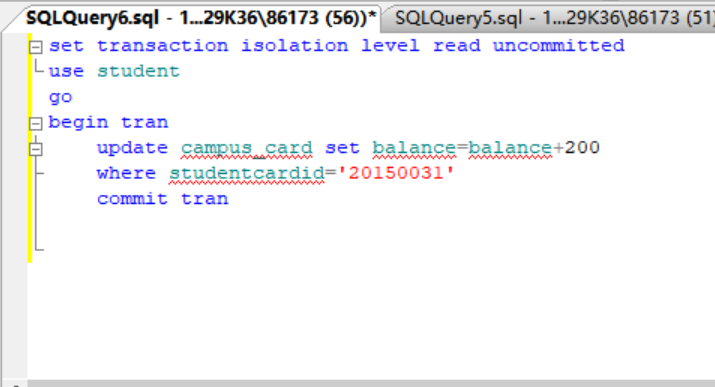 SQLQuery6.sql - 1...29K36\86173 (56))* SQLQuery5.sql - 1...29K36\86173 (51)
set transaction isolation level read uncommitted
use student
go
begin tran
update campus_card set balance=balance+200
where studentcardid='20150031'
commit tran